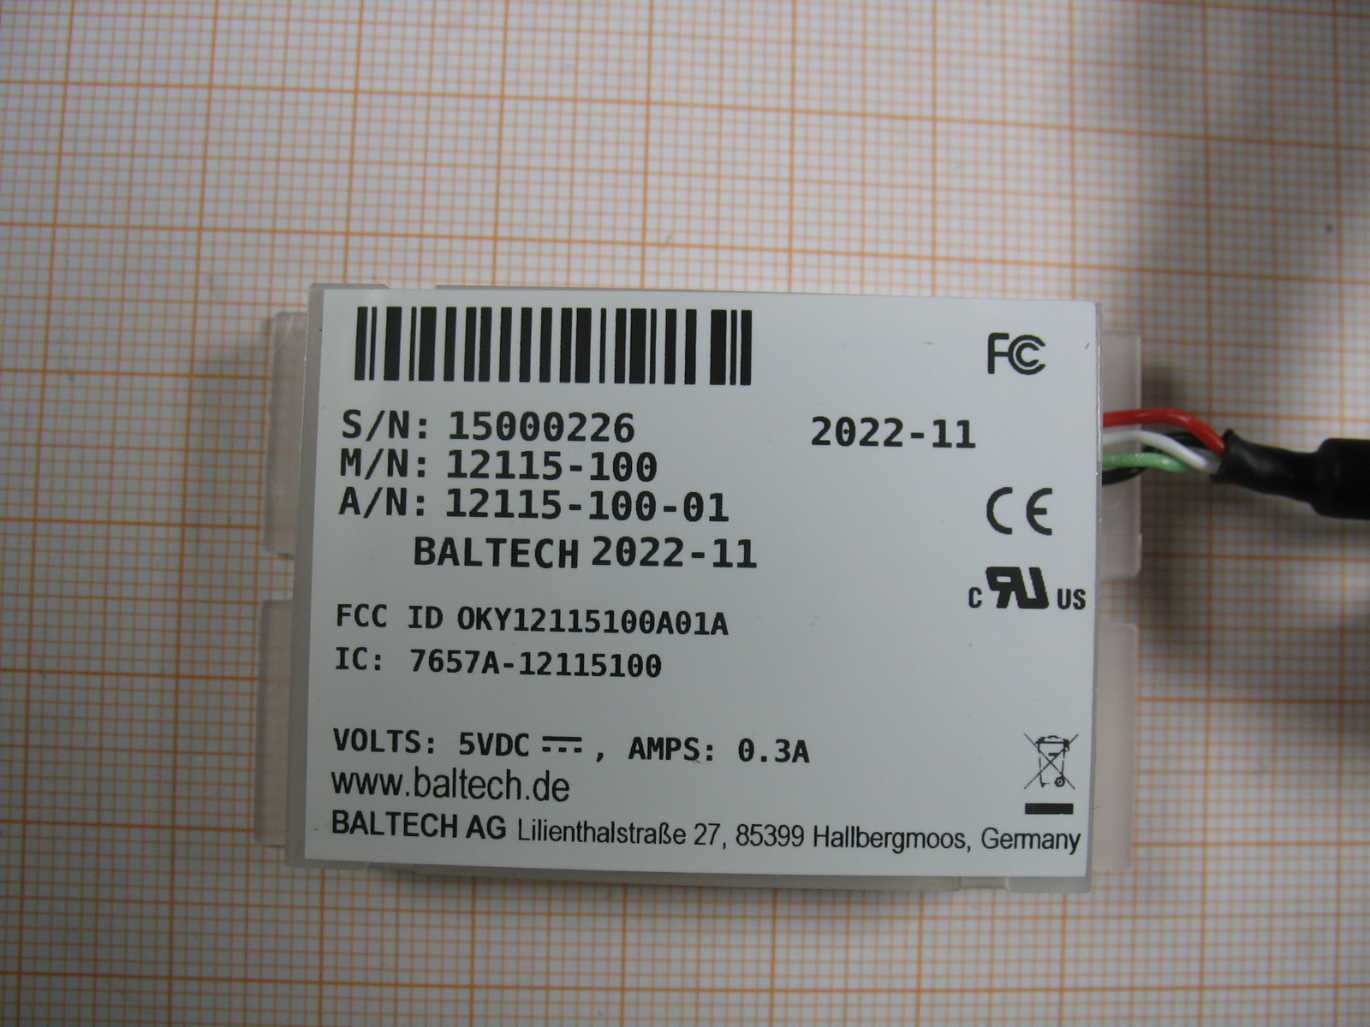 FC
S/N: 15000226 2022-11
M/N: 12115-100
A/N: 12115-100-01
CE
BALTECH 2022-11
c RU US
FCC ID OKY12115100A01A
IC: 7657A-12115100
VOLTS: 5VDC ⎓, AMPS: 0.3A
www.baltech.de
BALTECH AG Lilienthalstraße 27, 85399 Hallbergmoos, Germany